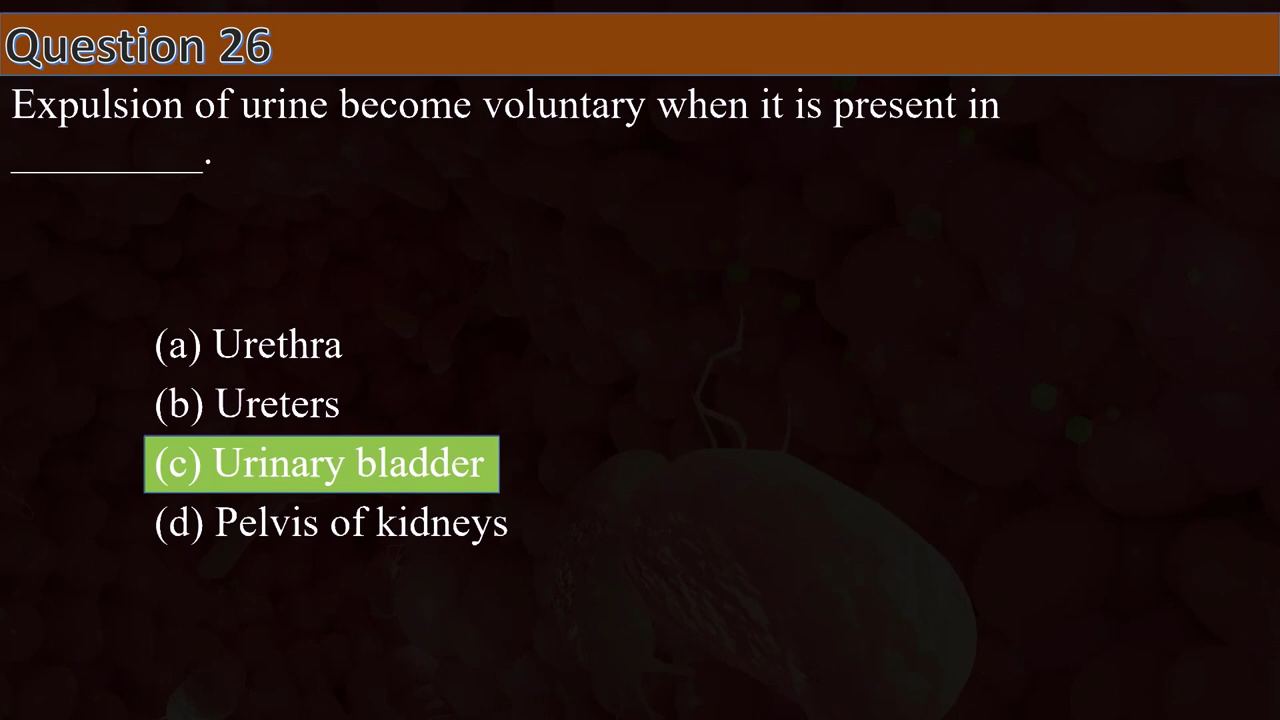 Question 26
Expulsion of urine become voluntary when it is present in
_________.
(a) Urethra
(b) Ureters
(c) Urinary bladder
(d) Pelvis of kidneys